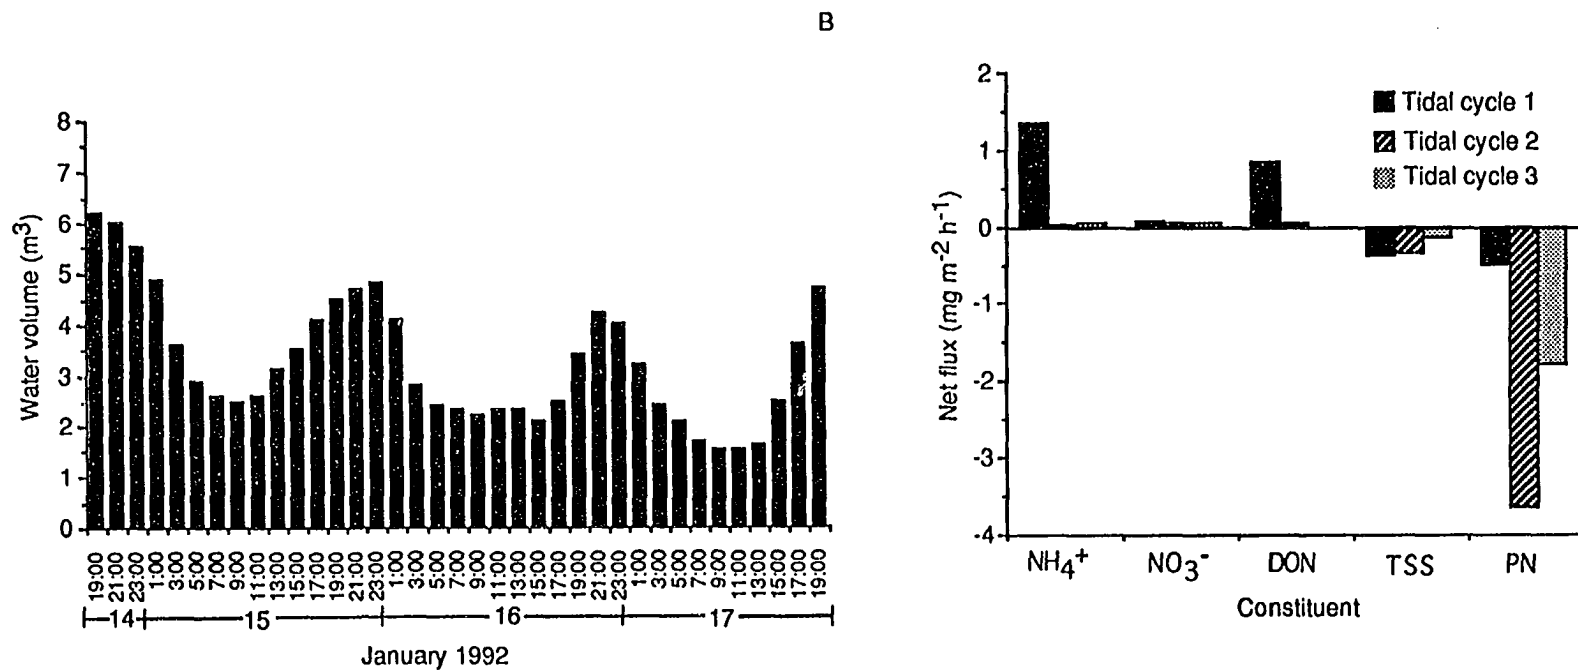 B
8
7
6
5
4
3
2
1
0
Water volume (m3)
19:00 21:00 23:00 1:00 3:00 5:00 7:00 9:00 11:00 13:00 15:00 17:00 19:00 21:00 23:00 1:00 3:00 5:00 7:00 9:00 11:00 13:00 15:00 17:00 19:00 21:00 23:00 1:00 3:00 5:00 7:00 9:00 11:00 13:00 15:00 17:00 19:00
14 15 16 17
January 1992
2
1
0
-1
-2
-3
-4
Net flux (mg m-2 h-1)
Tidal cycle 1
Tidal cycle 2
Tidal cycle 3
NH4+ NO3- DON TSS PN
Constituent